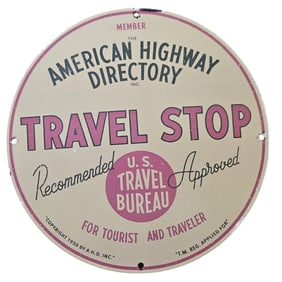 MEMBER
THE
AMERICAN HIGHWAY
DIRECTORY
INC.
TRAVEL STOP
Recommended Approved
U.S.
TRAVEL
BUREAU
FOR TOURIST AND TRAVELER
"COPYRIGHT 1950 BY A.H.D. INC."
"T.M. REG. APPLIED FOR"